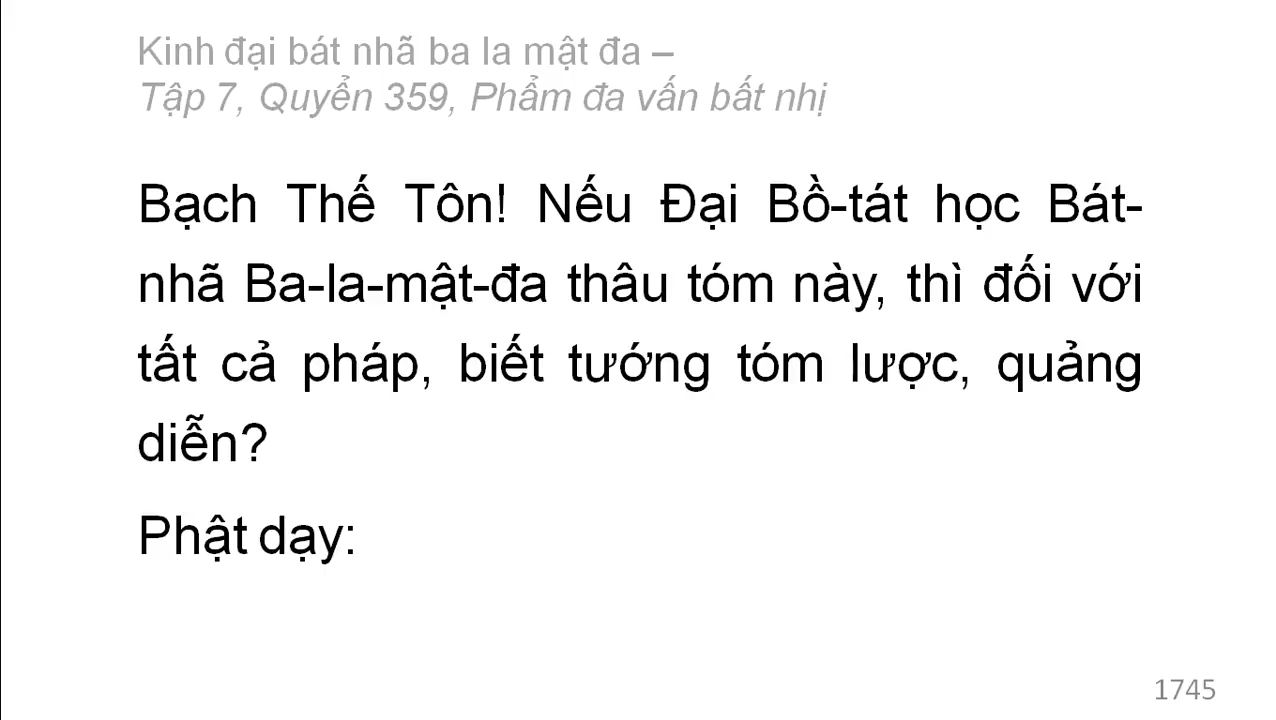 Kinh đại bát nhã ba la mật đa –
Tập 7, Quyển 359, Phẩm đa vấn bất nhị
Bạch Thế Tôn! Nếu Đại Bồ-tát học Bát-
nhã Ba-la-mật-đa thâu tóm này, thì đối với
tất cả pháp, biết tướng tóm lược, quảng
diễn?
Phật dạy:
1745